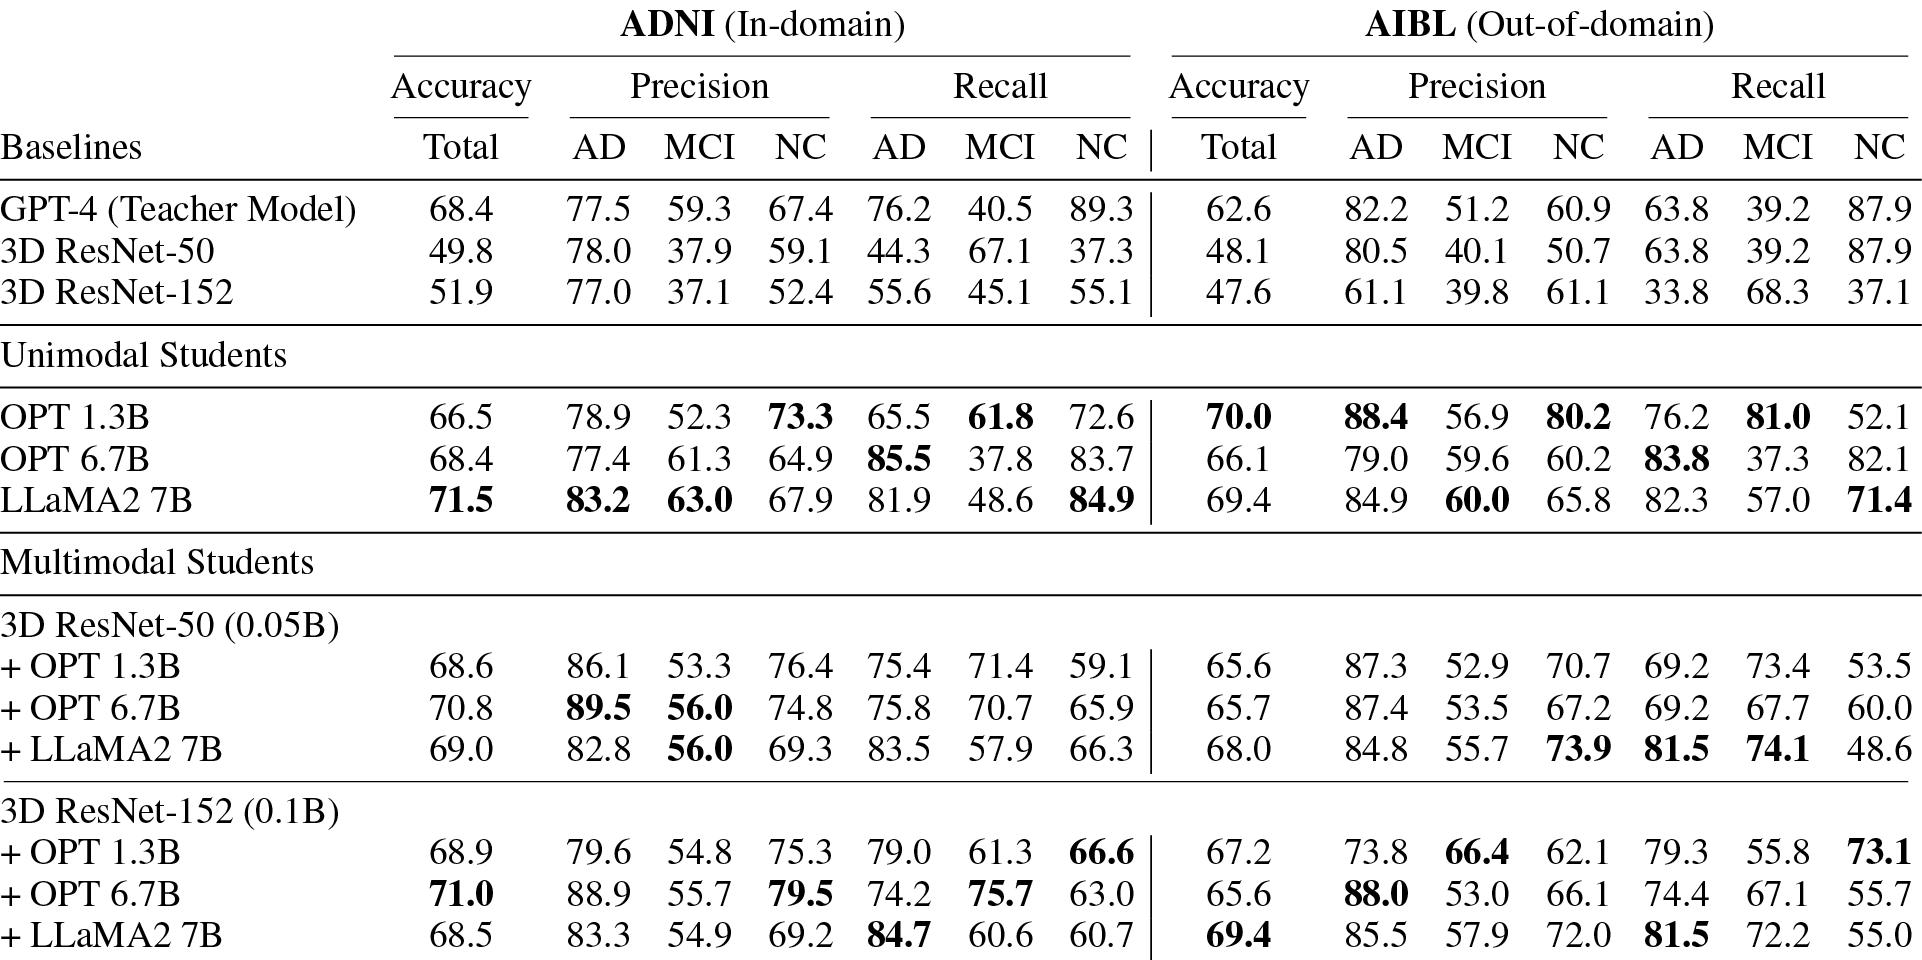 ADNI (In-domain) AIBL (Out-of-domain)
Accuracy Precision Recall Accuracy Precision Recall
Baselines Total AD MCI NC AD MCI NC Total AD MCI NC AD MCI NC
GPT-4 (Teacher Model) 68.4 77.5 59.3 67.4 76.2 40.5 89.3 62.6 82.2 51.2 60.9 63.8 39.2 87.9
3D ResNet-50 49.8 78.0 37.9 59.1 44.3 67.1 37.3 48.1 80.5 40.1 50.7 63.8 39.2 87.9
3D ResNet-152 51.9 77.0 37.1 52.4 55.6 45.1 55.1 47.6 61.1 39.8 61.1 33.8 68.3 37.1
Unimodal Students
OPT 1.3B 66.5 78.9 52.3 73.3 65.5 61.8 72.6 70.0 88.4 56.9 80.2 76.2 81.0 52.1
OPT 6.7B 68.4 77.4 61.3 64.9 85.5 37.8 83.7 66.1 79.0 59.6 60.2 83.8 37.3 82.1
LLaMA2 7B 71.5 83.2 63.0 67.9 81.9 48.6 84.9 69.4 84.9 60.0 65.8 82.3 57.0 71.4
Multimodal Students
3D ResNet-50 (0.05B)
+ OPT 1.3B 68.6 86.1 53.3 76.4 75.4 71.4 59.1 65.6 87.3 52.9 70.7 69.2 73.4 53.5
+ OPT 6.7B 70.8 89.5 56.0 74.8 75.8 70.7 65.9 65.7 87.4 53.5 67.2 69.2 67.7 60.0
+ LLaMA2 7B 69.0 82.8 56.0 69.3 83.5 57.9 66.3 68.0 84.8 55.7 73.9 81.5 74.1 48.6
3D ResNet-152 (0.1B)
+ OPT 1.3B 68.9 79.6 54.8 75.3 79.0 61.3 66.6 67.2 73.8 66.4 62.1 79.3 55.8 73.1
+ OPT 6.7B 71.0 88.9 55.7 79.5 74.2 75.7 63.0 65.6 88.0 53.0 66.1 74.4 67.1 55.7
+ LLaMA2 7B 68.5 83.3 54.9 69.2 84.7 60.6 60.7 69.4 85.5 57.9 72.0 81.5 72.2 55.0